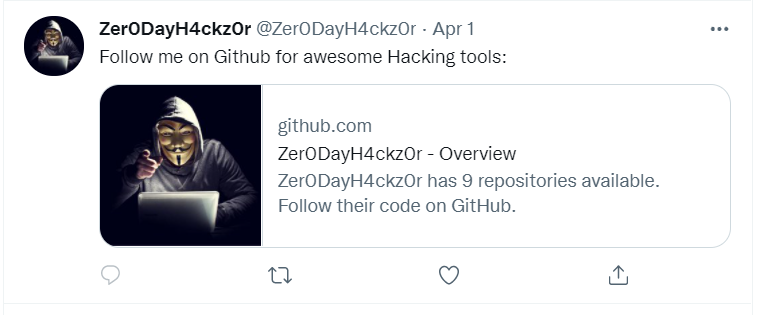 Zer0DayH4ckz0r @Zer0DayH4ckz0r · Apr 1
Follow me on Github for awesome Hacking tools:
github.com
Zer0DayH4ckz0r - Overview
Zer0DayH4ckz0r has 9 repositories available.
Follow their code on GitHub.